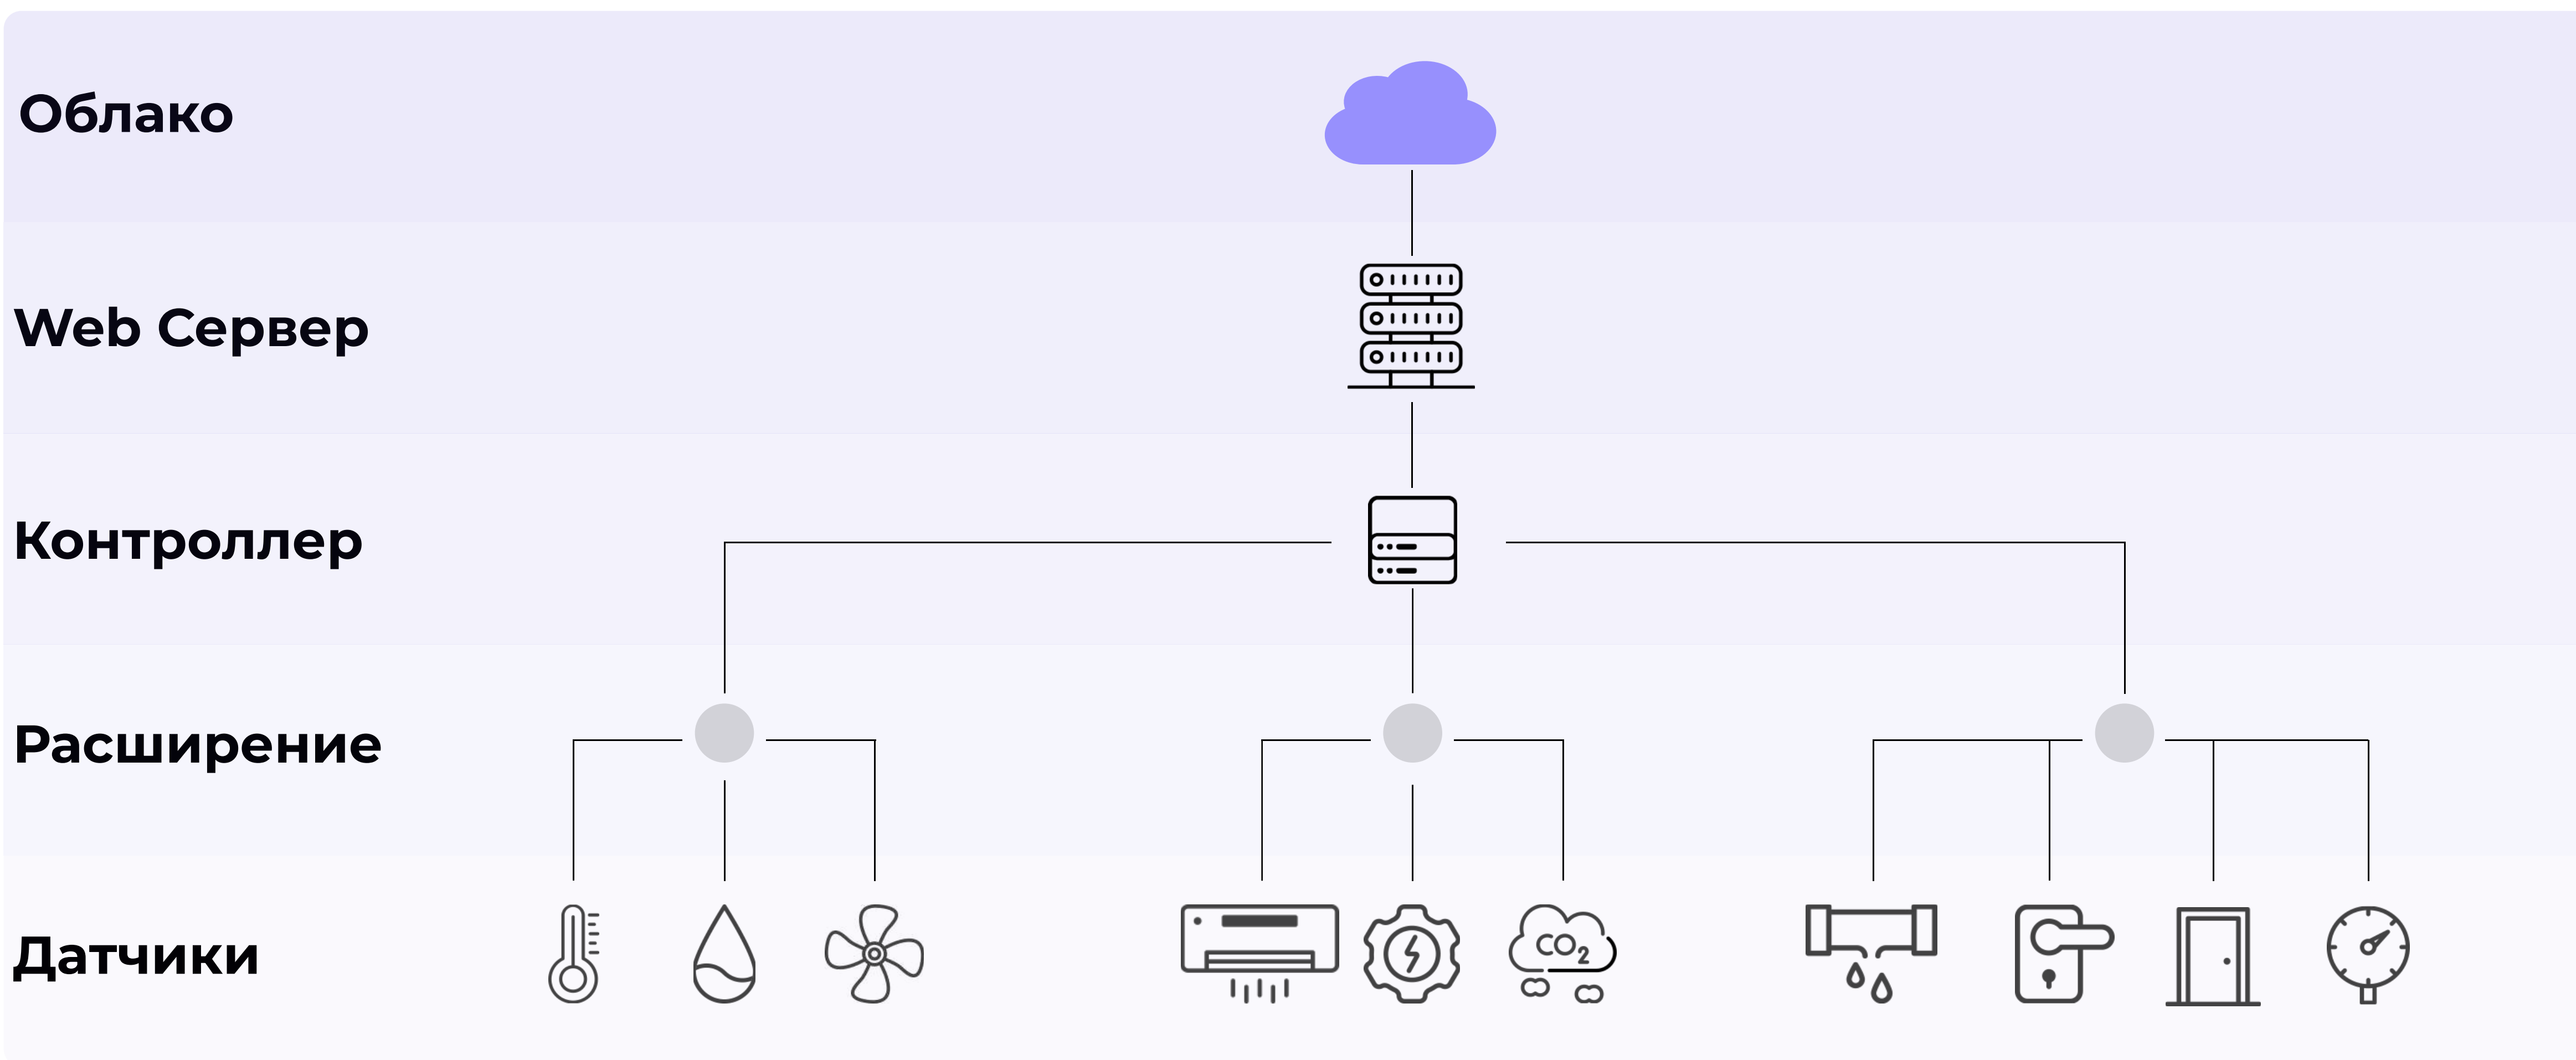 Облако
Web Сервер
Контроллер
Расширение
Датчики
CO2